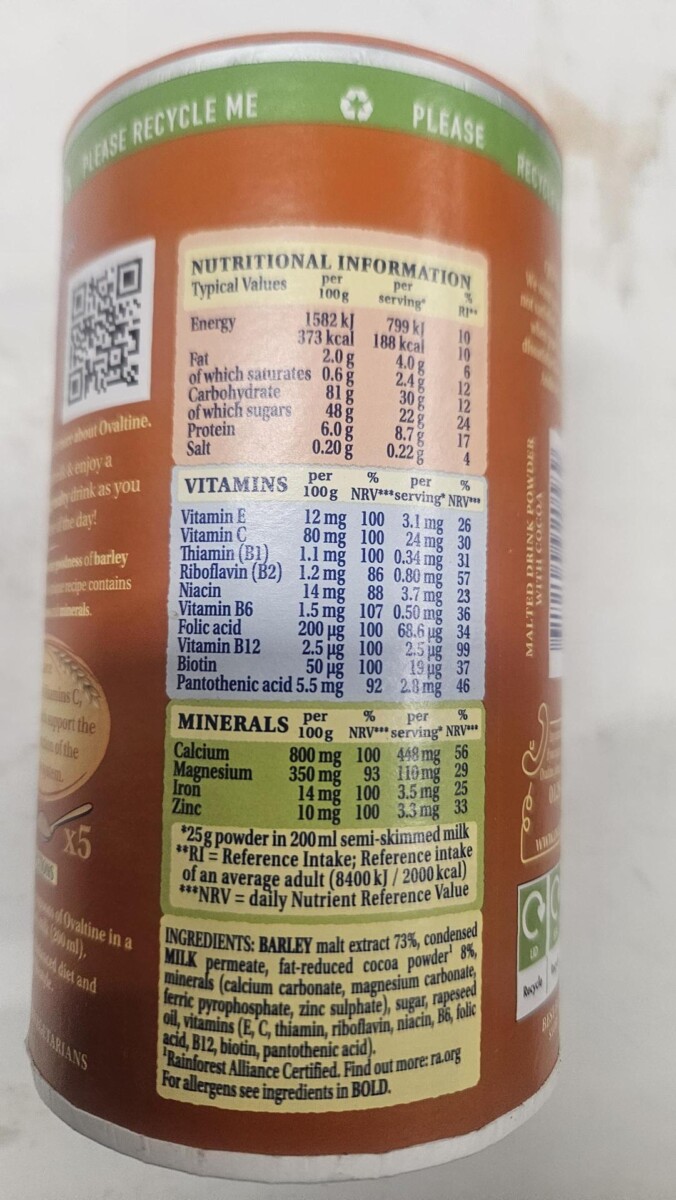 PLEASE RECYCLE ME
PLEASE
NUTRITIONAL INFORMATION
Typical Values per 100g per serving* % RI**
Energy 1582 kJ 799 kJ 10
373 kcal 188 kcal 10
Fat 2.0 g 4.0 g 6
of which saturates 0.6 g 2.4 g 12
Carbohydrate 81 g 30 g 12
of which sugars 48 g 22 g 24
Protein 6.0 g 8.7 g 17
Salt 0.20 g 0.22 g 4
VITAMINS per 100g % NRV*** per serving* % NRV***
Vitamin E 12 mg 100 3.1 mg 26
Vitamin C 80 mg 100 24 mg 30
Thiamin (B1) 1.1 mg 100 0.34 mg 31
Riboflavin (B2) 1.2 mg 86 0.80 mg 57
Niacin 14 mg 88 3.7 mg 23
Vitamin B6 1.5 mg 107 0.50 mg 36
Folic acid 200 µg 100 68.6 µg 34
Vitamin B12 2.5 µg 100 2.5 µg 99
Biotin 50 µg 100 19 µg 37
Pantothenic acid 5.5 mg 92 2.8 mg 46
MINERALS per 100g % NRV*** per serving* % NRV***
Calcium 800 mg 100 448 mg 56
Magnesium 350 mg 93 110 mg 29
Iron 14 mg 100 3.5 mg 25
Zinc 10 mg 100 3.3 mg 33
*25g powder in 200ml semi-skimmed milk
**RI = Reference Intake; Reference intake
of an average adult (8400 kJ / 2000 kcal)
***NRV = daily Nutrient Reference Value
INGREDIENTS: BARLEY malt extract 73%, condensed
MILK permeate, fat-reduced cocoa powder¹ 8%,
minerals (calcium carbonate, magnesium carbonate,
ferric pyrophosphate, zinc sulphate), sugar, rapeseed
oil, vitamins (E, C, thiamin, riboflavin, niacin, B6, folic
acid, B12, biotin, pantothenic acid).
¹Rainforest Alliance Certified. Find out more: ra.org
For allergens see ingredients in BOLD.
about Ovaltine.
& enjoy a
drink as you
the day!
of barley
recipe contains
minerals.
support the
of the
x5
of Ovaltine in a
(200 ml).
diet and
MALTED DRINK POWDER
WITH COCOA
Recycle